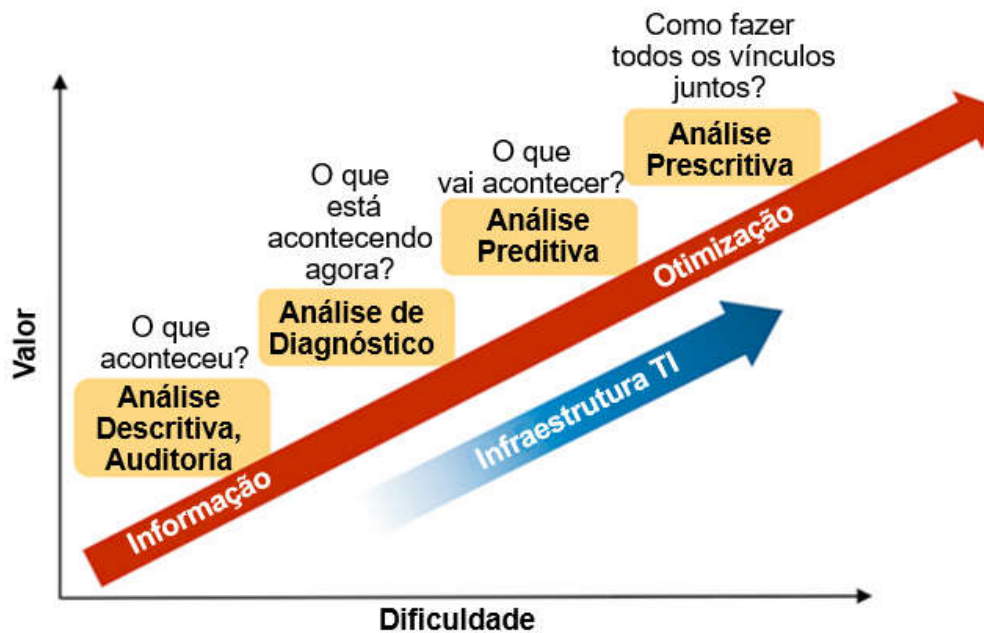 Como fazer
todos os vínculos
juntos?
Análise
Prescritiva
O que
vai acontecer?
Análise
Preditiva
O que
está
acontecendo
agora?
Análise de
Diagnóstico
O que
aconteceu?
Análise
Descritiva,
Auditoria
Informação
Otimização
Infraestrutura TI
Valor
Dificuldade